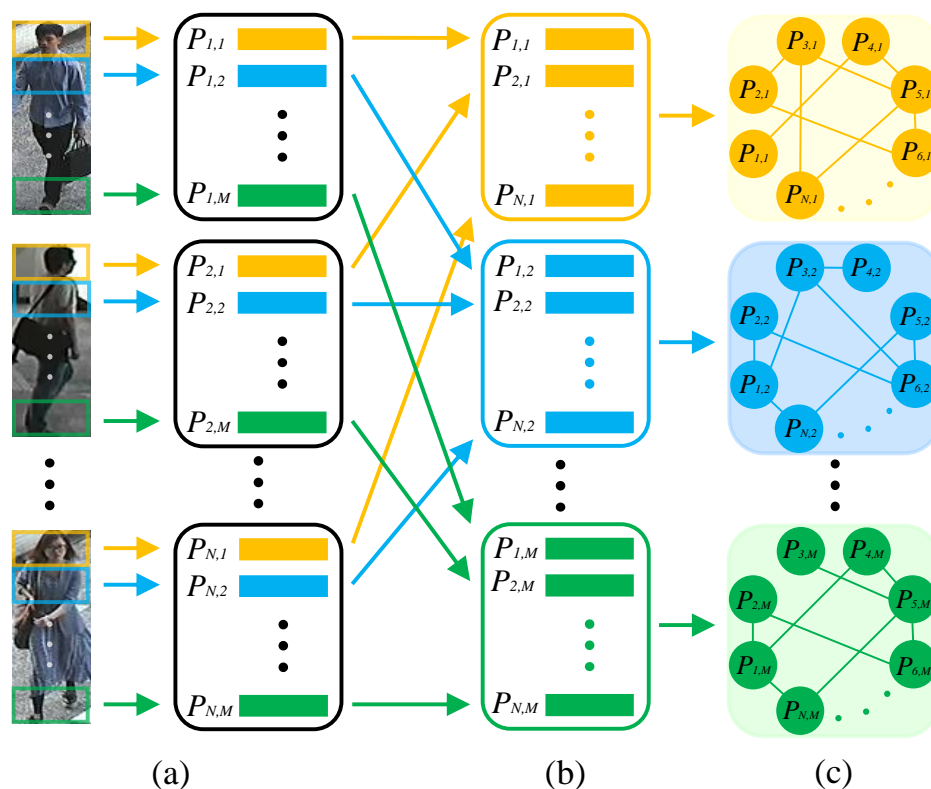 P1,1
P1,2
P1,M
P2,1
P2,2
P2,M
PN,1
PN,2
PN,M
P1,1
P2,1
PN,1
P1,2
P2,2
PN,2
P1,M
P2,M
PN,M
P3,1 P4,1
P2,1 P5,1
P1,1 P6,1
PN,1
P3,2 P4,2
P2,2 P5,2
P1,2 P6,2
PN,2
P3,M P4,M
P2,M P5,M
P1,M P6,M
PN,M
(a) (b) (c)